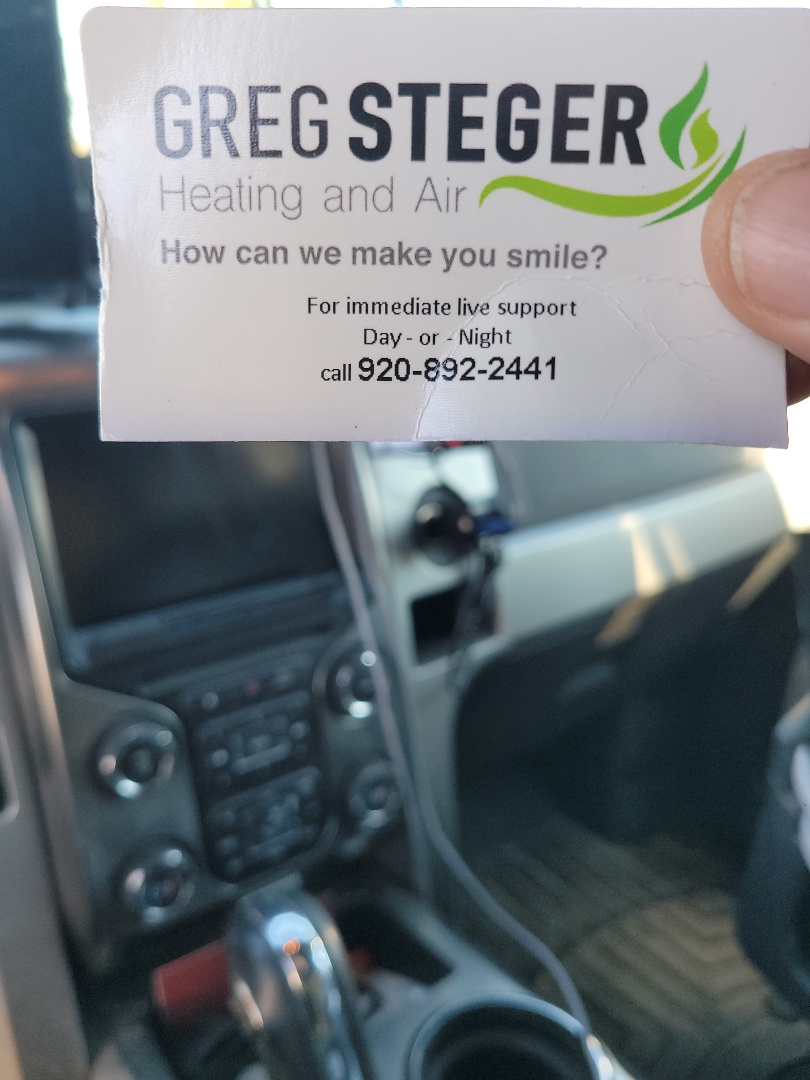 GREG STEGER
Heating and Air
How can we make you smile?
For immediate live support
Day - or - Night
call 920-892-2441